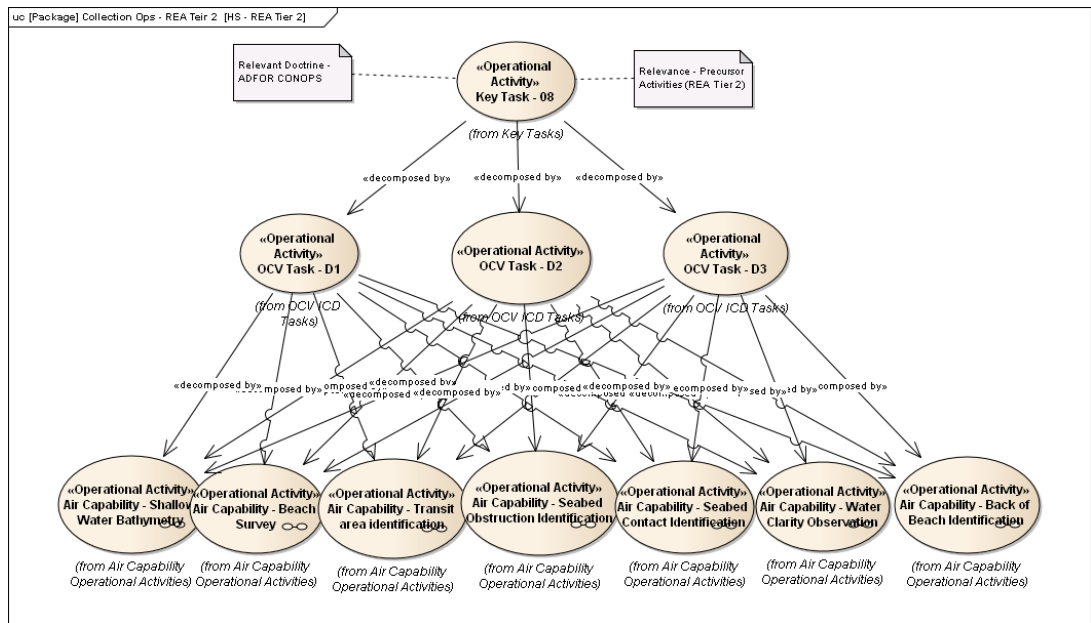 uc [Package] Collection Ops - REA Teir 2 [HS - REA Tier 2]
Relevant Doctrine -
ADFOR CONOPS
«Operational
Activity»
Key Task - 08
Relevance - Precursor
Activities (REA Tier 2)
(from Key Tasks)
«decomposed by»
«decomposed by»
«decomposed by»
«Operational
Activity»
OCV Task - D1
«Operational Activity»
OCV Task - D2
«Operational
Activity»
OCV Task - D3
(from OCV ICD
Tasks)
(from OCV ICD Tasks)
(from OCV ICD Tasks)
«decomposed by»
«decomposed by»
«decomposed by»
«decomposed
«Operational Activity»
Air Capability - Shallow
Water Bathymetry
«Operational Activity»
Air Capability - Beach
Survey
«Operational Activity»
Air Capability - Transit
area identification
«Operational Activity»
Air Capability - Seabed
Obstruction Identification
«Operational Activity»
Air Capability - Seabed
Contact Identification
«Operational Activity»
Air Capability - Water
Clarity Observation
«Operational Activity»
Air Capability - Back of
Beach Identification
(from Air Capability
Operational Activities)
(from Air Capability
Operational Activities)
(from Air Capability
Operational Activities)
(from Air Capability
Operational Activities)
(from Air Capability
Operational Activities)
(from Air Capability
Operational Activities)
(from Air Capability
Operational Activities)